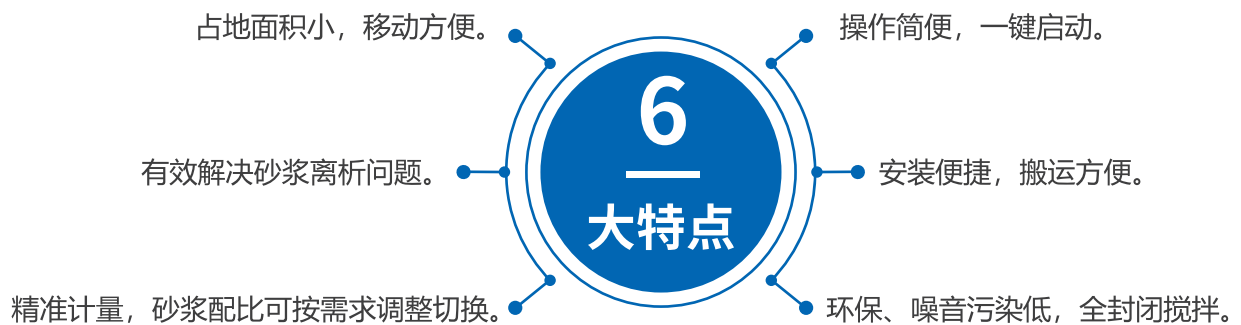 占地面积小，移动方便。
操作简便，一键启动。
6
有效解决砂浆离析问题。
安装便捷，搬运方便。
大特点
精准计量，砂浆配比可按需求调整切换。
环保、噪音污染低，全封闭搅拌。